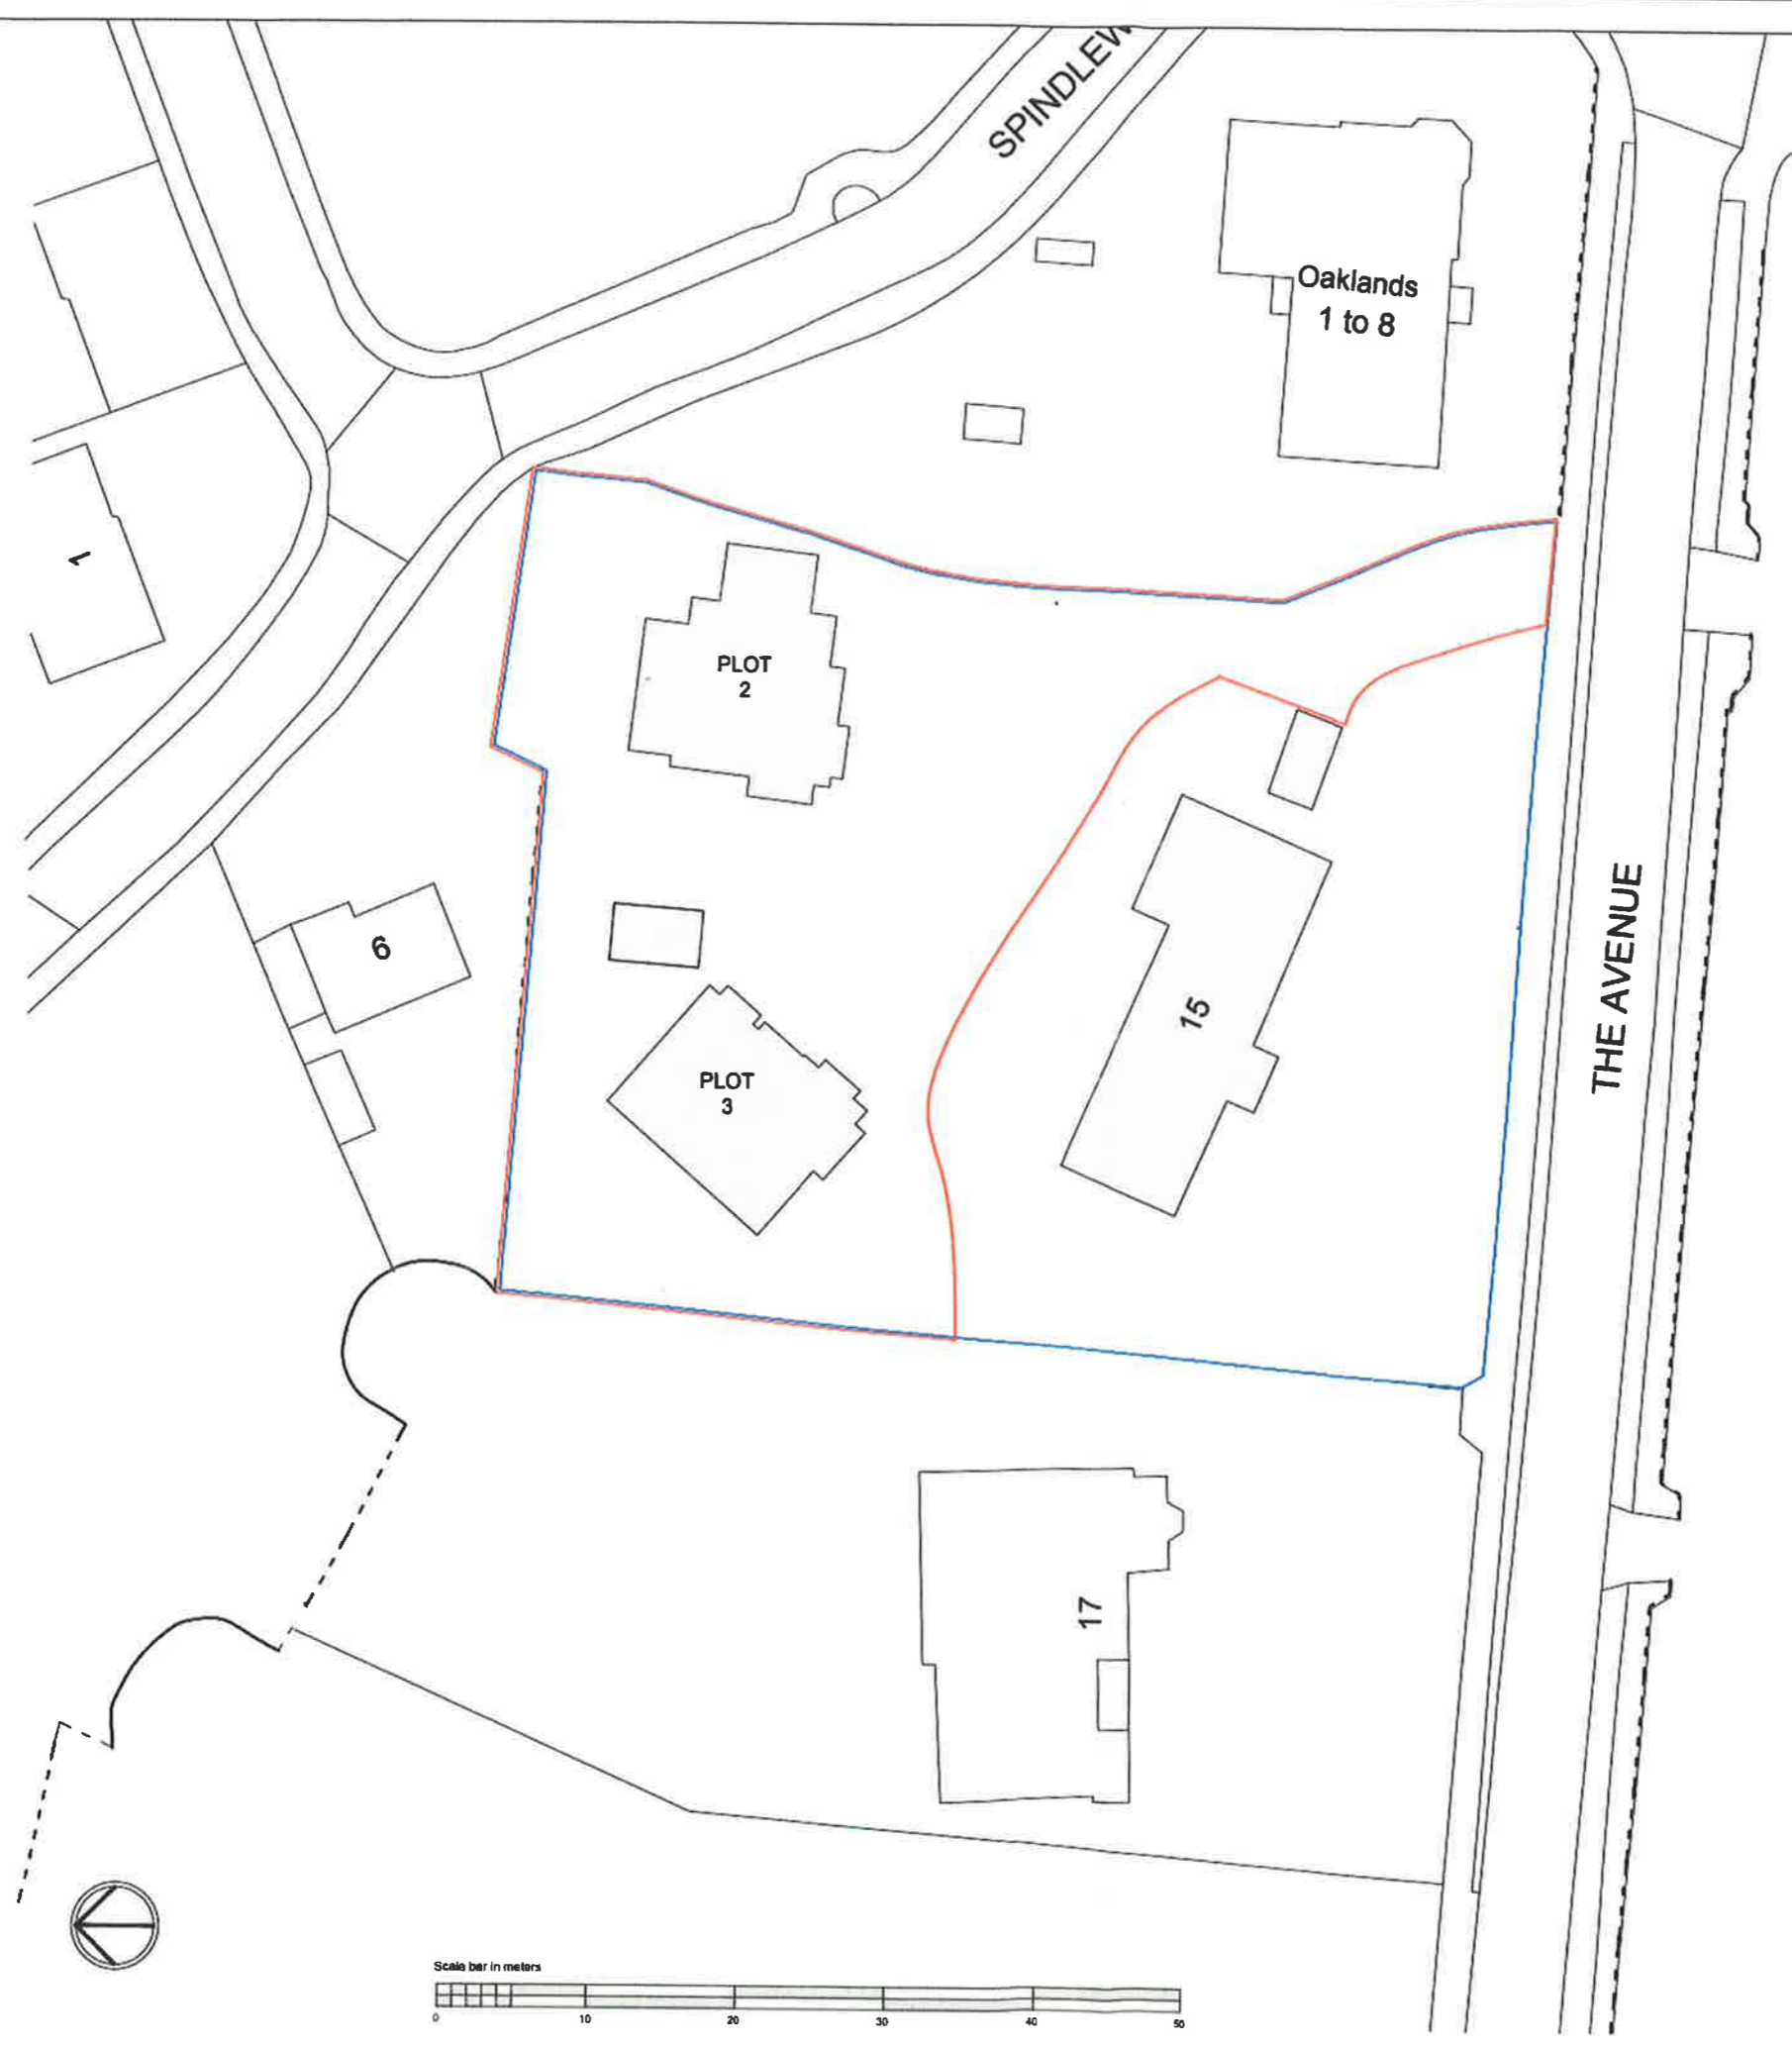 SPINDLEW
Oaklands
1 to 8
1
PLOT
2
6
15
PLOT
3
THE AVENUE
17
Scale bar in meters
0 10 20 30 40 50